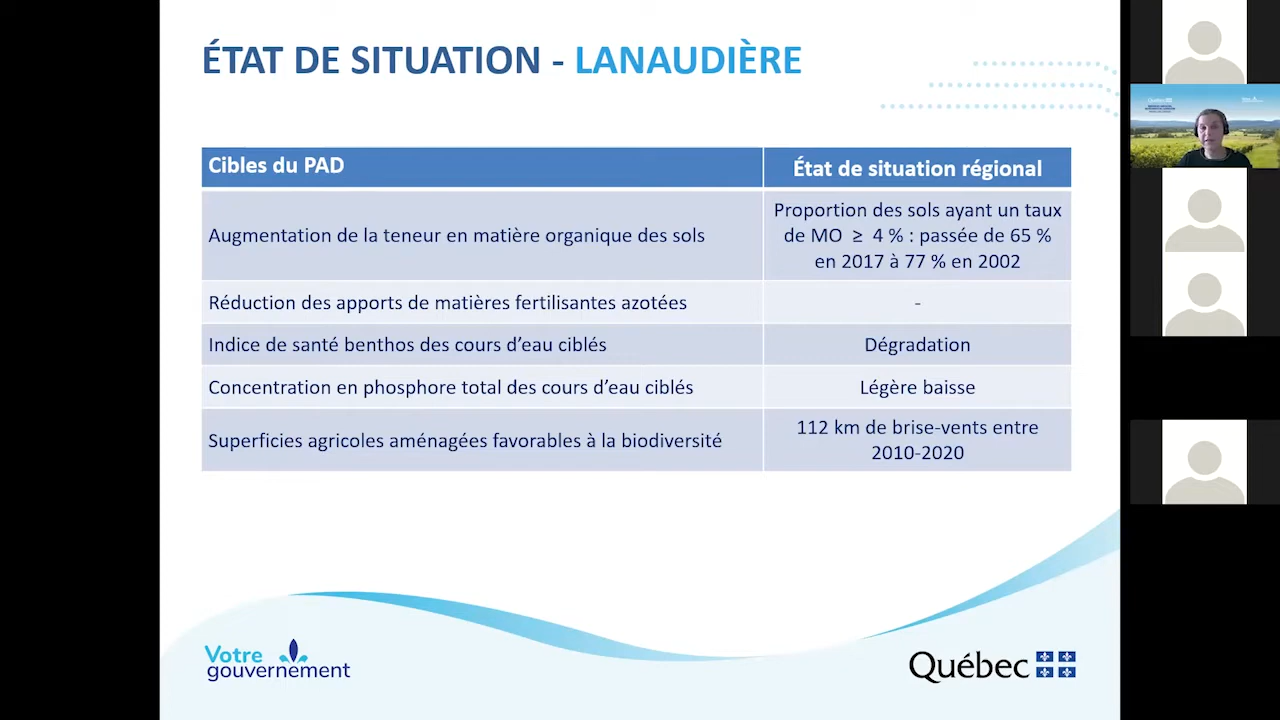 ÉTAT DE SITUATION - LANAUDIÈRE
Cibles du PAD
État de situation régional
Augmentation de la teneur en matière organique des sols
Proportion des sols ayant un taux
de MO ≥ 4 % : passée de 65 %
en 2017 à 77 % en 2002
Réduction des apports de matières fertilisantes azotées
-
Indice de santé benthos des cours d'eau ciblés
Dégradation
Concentration en phosphore total des cours d'eau ciblés
Légère baisse
Superficies agricoles aménagées favorables à la biodiversité
112 km de brise-vents entre
2010-2020
Votre
gouvernement
Québec